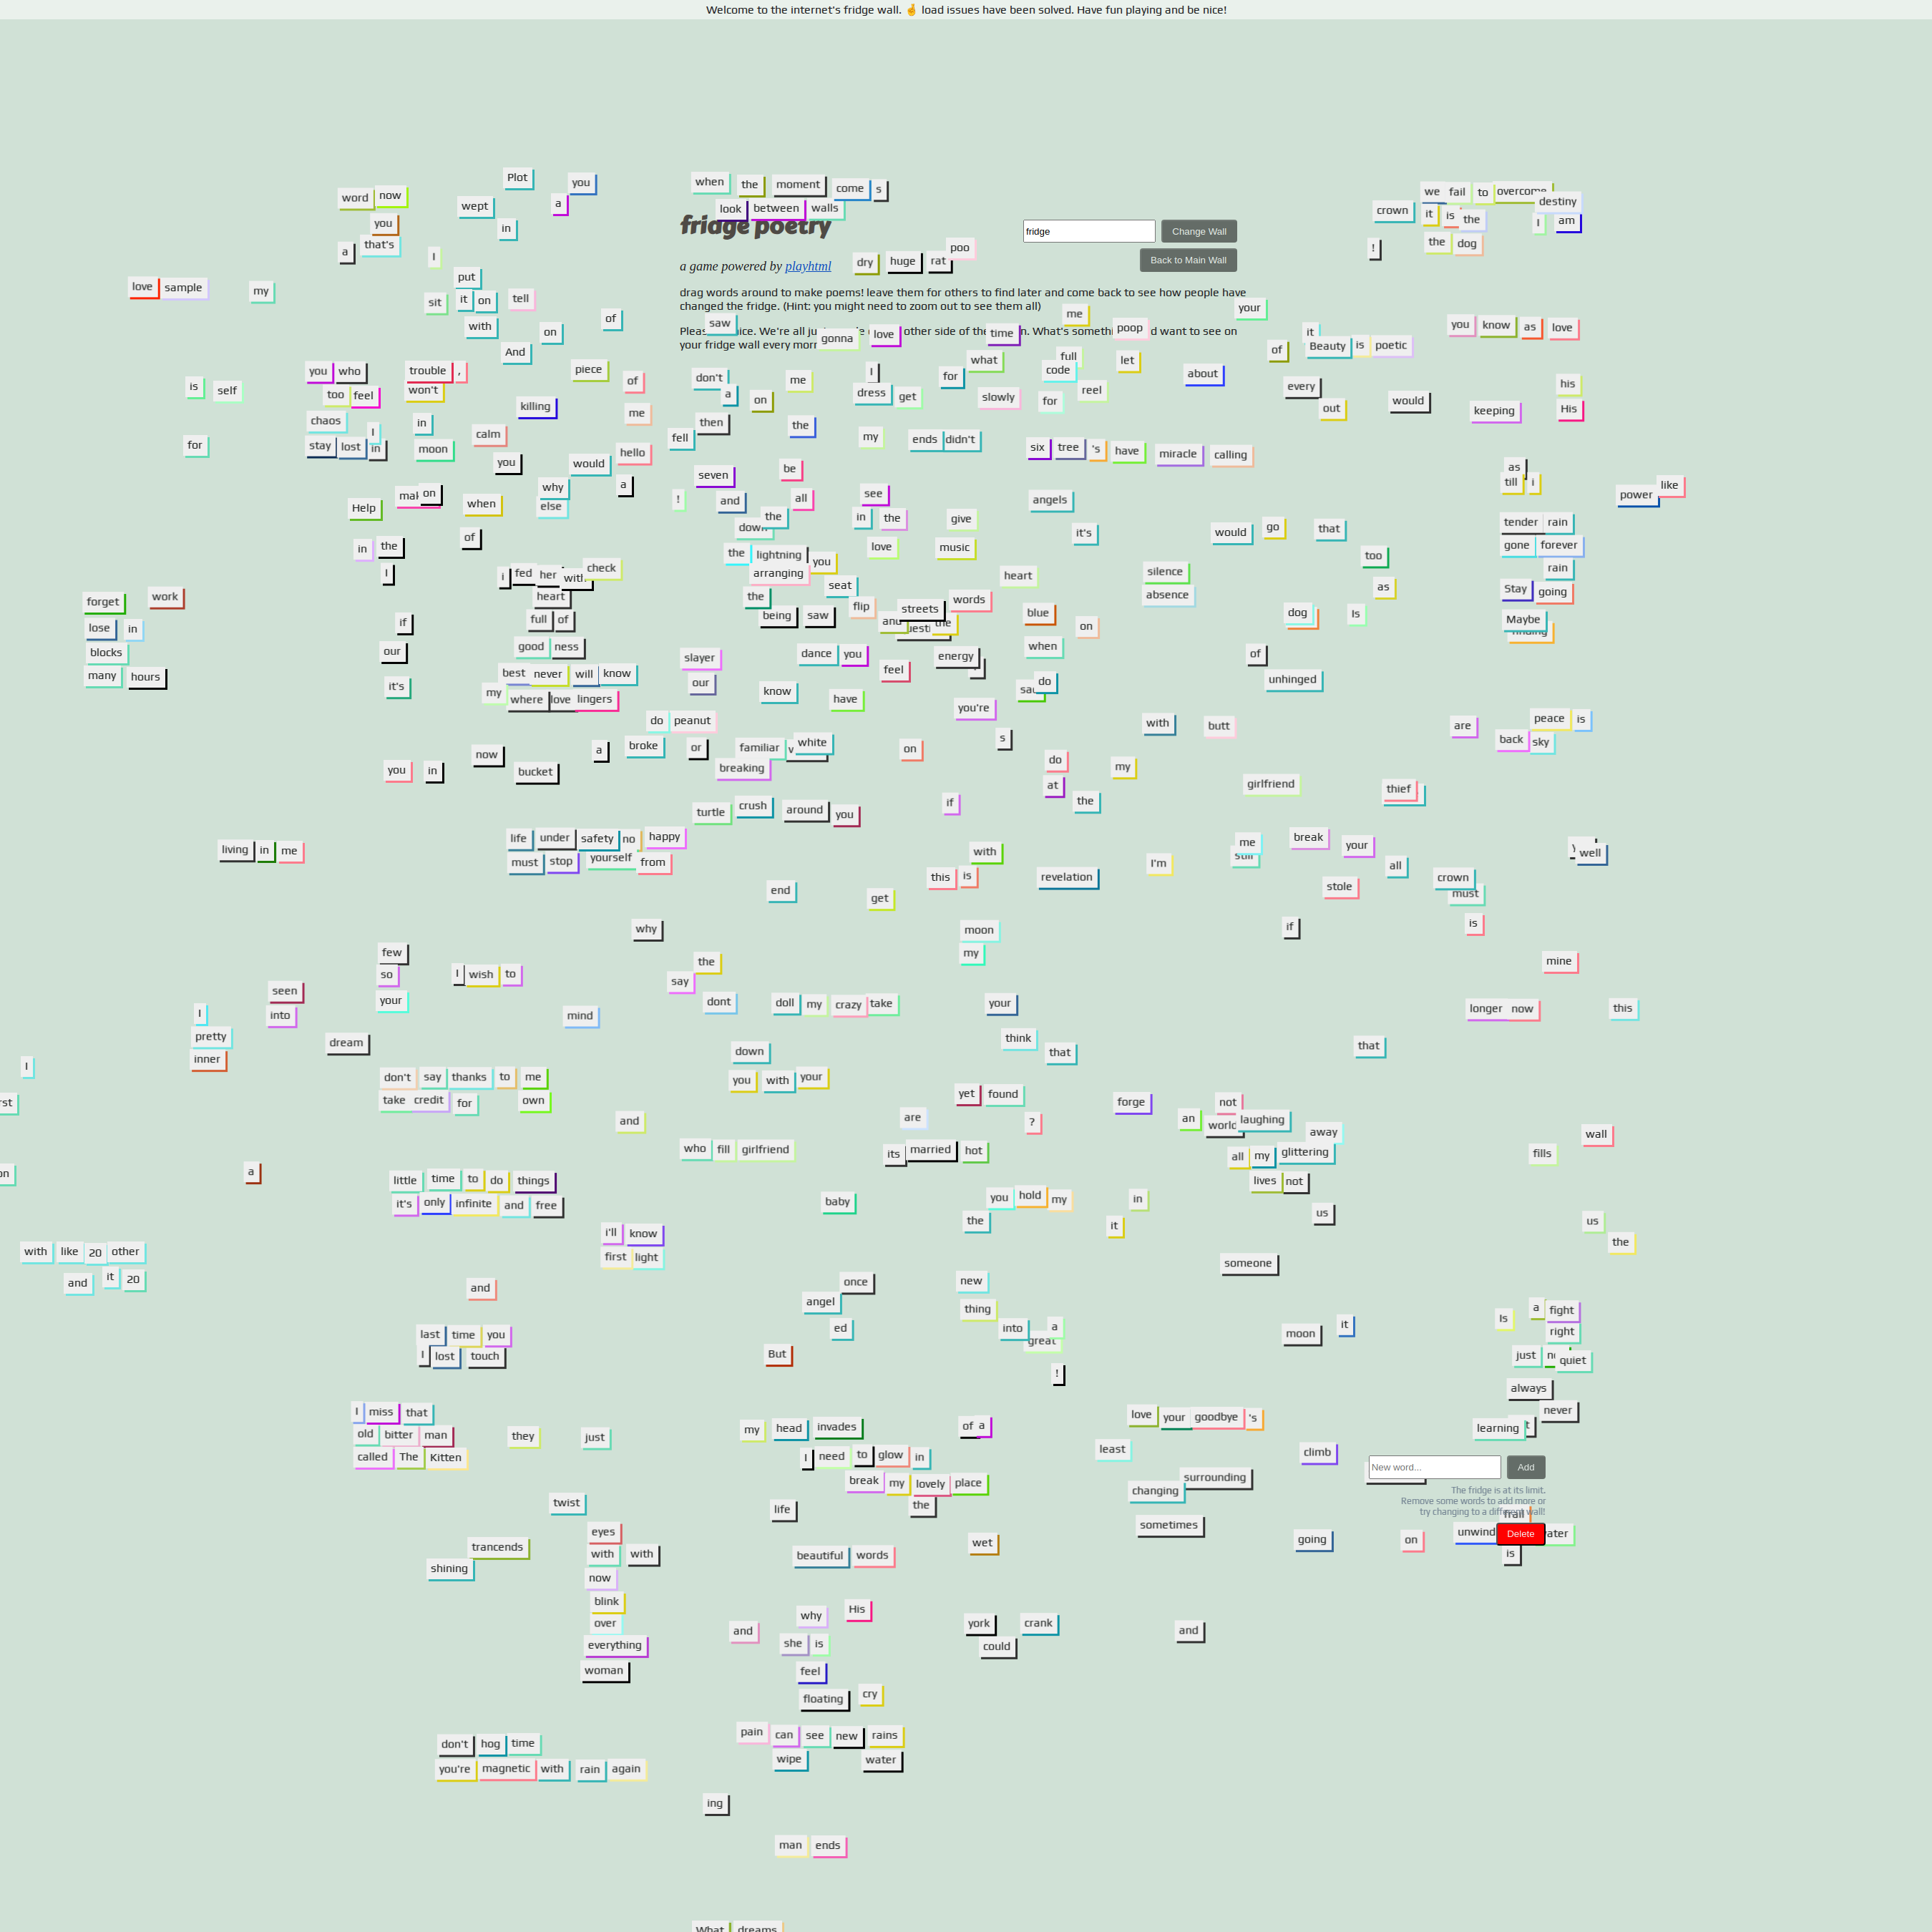 Welcome to the internet's fridge wall. 🤞 load issues have been solved. Have fun playing and be nice!
Plot you when the moment come s
word now wept a look between walls we fail to overcome
you in crown it is the destiny
a that's I fridge poetry fridge Change Wall ! the dog I am
a game powered by playhtml dry huge rat poo Back to Main Wall
love sample my put
sit it on tell drag words around to make poems! leave them for others to find later and come back to see how people have
changed the fridge. (Hint: you might need to zoom out to see them all)
with on of saw gonna love time me poop your
your fridge wall every
it you know as love
And of Beauty is poetic
you who trouble , piece of don't me I for what full code let about
is self too feel won't a on dress get slowly for reel every his
killing me out would keeping His
chaos I in calm then the
for stay lost in moon hello fell my ends didn't six tree 's have miracle calling
you would seven be as
why a till i
Help on when else ! and all see angels power like
the in the give it's would go that tender rain
in the of the lightning you love music too gone forever
I i fed her with check arranging heart silence rain
forget work heart seat absence as Stay going
the flip streets words
lose in if full of being saw and the blue on dog Is Maybe
blocks our good ness slayer dance you energy when of
many hours it's best never will know our feel do unhinged
my where love lingers know have you're
do peanut with butt are peace is
now a broke or familiar white on s back sky
you in bucket breaking do my
at girlfriend thief
turtle crush around you if the
living in me life under safety no happy me break your well
must stop yourself from with I'm still all
this is revelation stole crown
end get must
why moon if is
few the my mine
so I wish to say
seen your dont doll my crazy take your longer now this
I into mind
pretty dream think that
inner down that
I don't say thanks to me you with your
take credit for own yet found forge not
and are ? an world laughing
who fill girlfriend its married hot away wall
a all my glittering fills
little time to do things lives not
it's only infinite and free baby you hold my in us us
i'll know the it the
with like 20 other first light someone
and it 20 and once new
angel thing Is a fight
ed into a moon it right
last time you great just quiet
I lost touch But !
always
I miss that never
old bitter man they just my head invades of a love your goodbye 's learning
called The Kitten I need to glow in least climb
break my lovely place surrounding New word... Add
twist life the changing The fridge is at its limit.
Remove some words to add more or
try changing to a different wall!
eyes sometimes frail
trancends with with wet going on unwind Delete
shining now beautiful words is
blink
over why His york crank and
everything and she is could
woman feel
floating cry
don't hog time pain can see new rains
you're magnetic with rain again wipe water
ing
man ends
What dreams